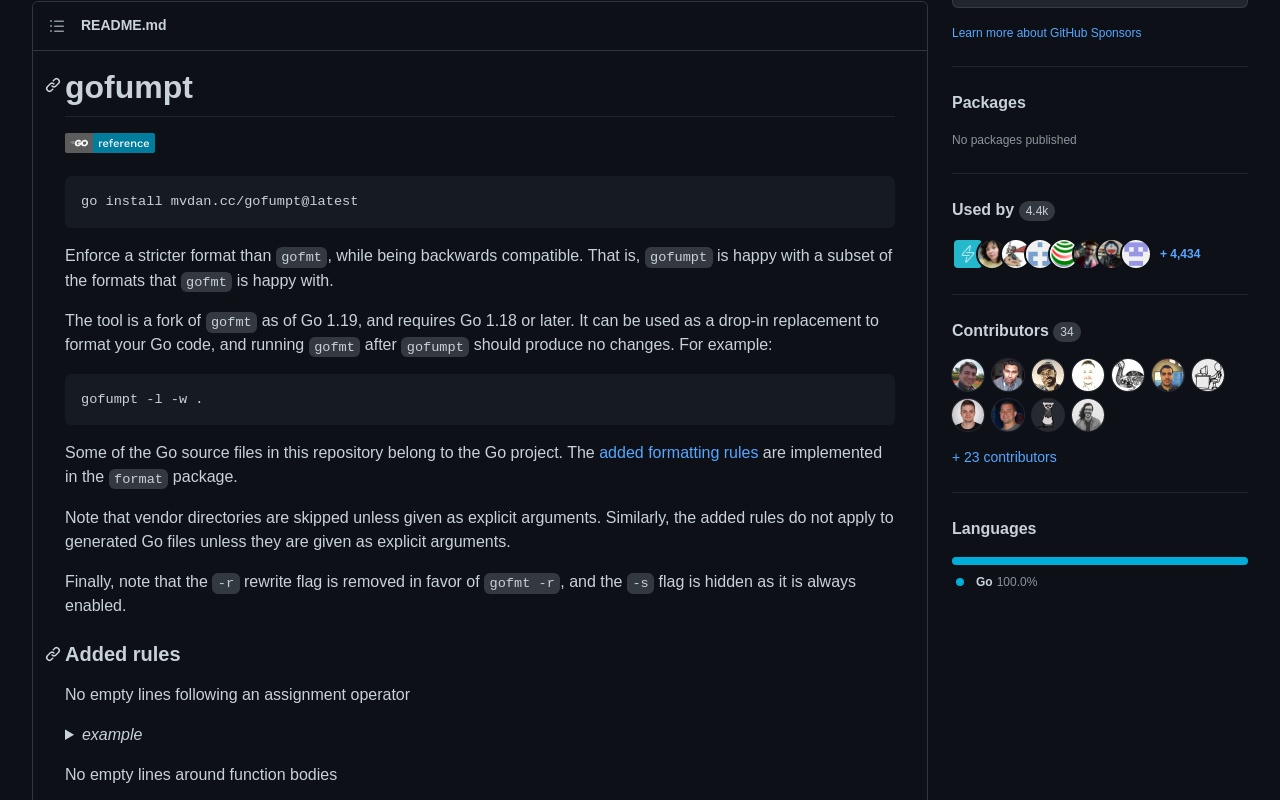 README.md
gofumpt
GO reference
go install mvdan.cc/gofumpt@latest
Enforce a stricter format than gofmt, while being backwards compatible. That is, gofumpt is happy with a subset of
the formats that gofmt is happy with.
The tool is a fork of gofmt as of Go 1.19, and requires Go 1.18 or later. It can be used as a drop-in replacement to
format your Go code, and running gofmt after gofumpt should produce no changes. For example:
gofumpt -l -w .
Some of the Go source files in this repository belong to the Go project. The added formatting rules are implemented
in the format package.
Note that vendor directories are skipped unless given as explicit arguments. Similarly, the added rules do not apply to
generated Go files unless they are given as explicit arguments.
Finally, note that the -r rewrite flag is removed in favor of gofmt -r, and the -s flag is hidden as it is always
enabled.
Added rules
No empty lines following an assignment operator
example
No empty lines around function bodies
Learn more about GitHub Sponsors
Packages
No packages published
Used by 4.4k
+ 4,434
Contributors 34
+ 23 contributors
Languages
Go 100.0%